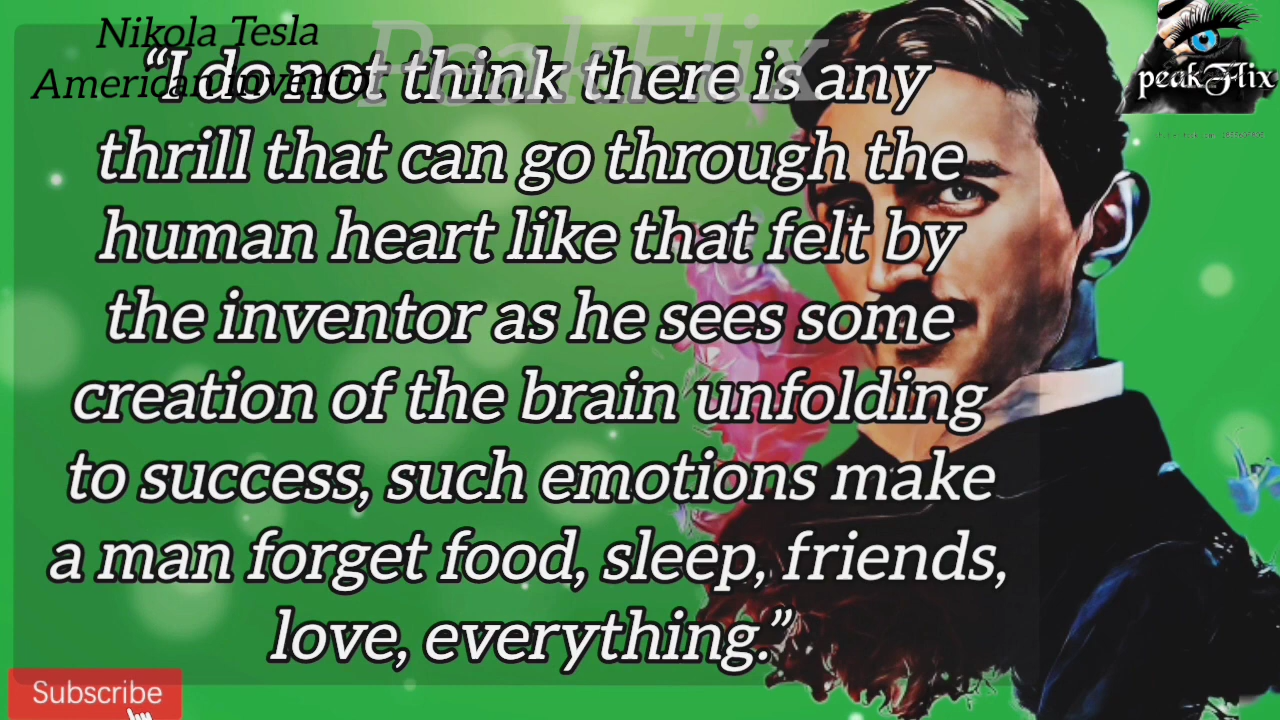 Nikola Tesla
American inventor
PeakFlix
peakFlix
“I do not think there is any
thrill that can go through the
human heart like that felt by
the inventor as he sees some
creation of the brain unfolding
to success, such emotions make
a man forget food, sleep, friends,
love, everything.”
Subscribe